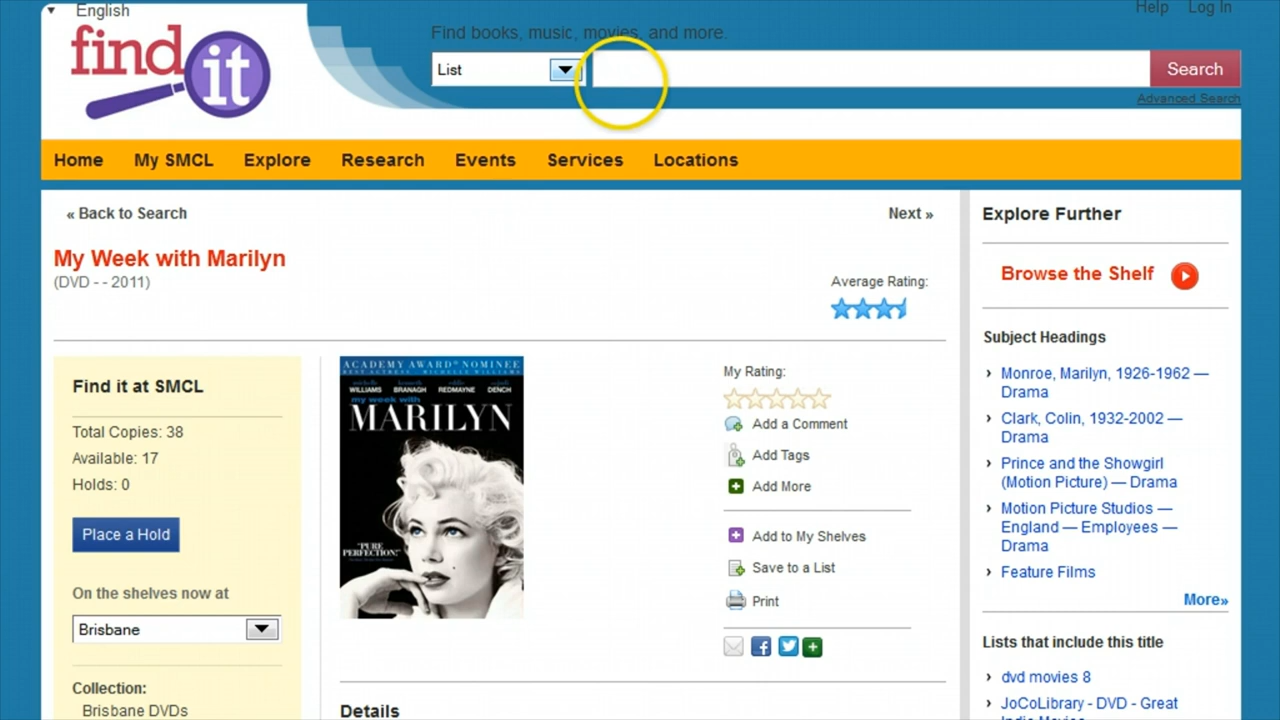 English
Help Log In
find it
Find books, music, movies, and more.
List
Search
Advanced Search
Home My SMCL Explore Research Events Services Locations
« Back to Search
Next »
My Week with Marilyn
(DVD - - 2011)
Average Rating:
Find it at SMCL
Total Copies: 38
Available: 17
Holds: 0
Place a Hold
On the shelves now at
Brisbane
Collection:
Brisbane DVDs
ACADEMY AWARD® NOMINEE
BEST ACTRESS MICHELLE WILLIAMS
WILLIAMS BRANAGH REDMAYNE DENCH
my week with
MARILYN
"PURE
PERFECTION!"
My Rating:
Add a Comment
Add Tags
Add More
Add to My Shelves
Save to a List
Print
Details
Explore Further
Browse the Shelf
Subject Headings
› Monroe, Marilyn, 1926-1962 —
Drama
› Clark, Colin, 1932-2002 —
Drama
› Prince and the Showgirl
(Motion Picture) — Drama
› Motion Picture Studios —
England — Employees —
Drama
› Feature Films
More»
Lists that include this title
› dvd movies 8
› JoCoLibrary - DVD - Great
Indie Movies